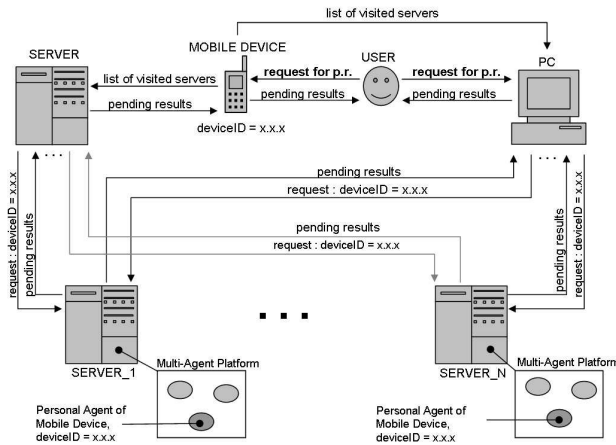 list of visited servers
SERVER
MOBILE DEVICE
USER
PC
list of visited servers
request for p.r.
request for p.r.
pending results
pending results
pending results
deviceID = x.x.x
...
...
pending results
request : deviceID = x.x.x
request : deviceID = x.x.x
pending results
pending results
request : deviceID = x.x.x
pending results
request : deviceID = x.x.x
...
SERVER_1
Multi-Agent Platform
SERVER_N
Multi-Agent Platform
Personal Agent of
Mobile Device,
deviceID = x.x.x
Personal Agent of
Mobile Device,
deviceID = x.x.x